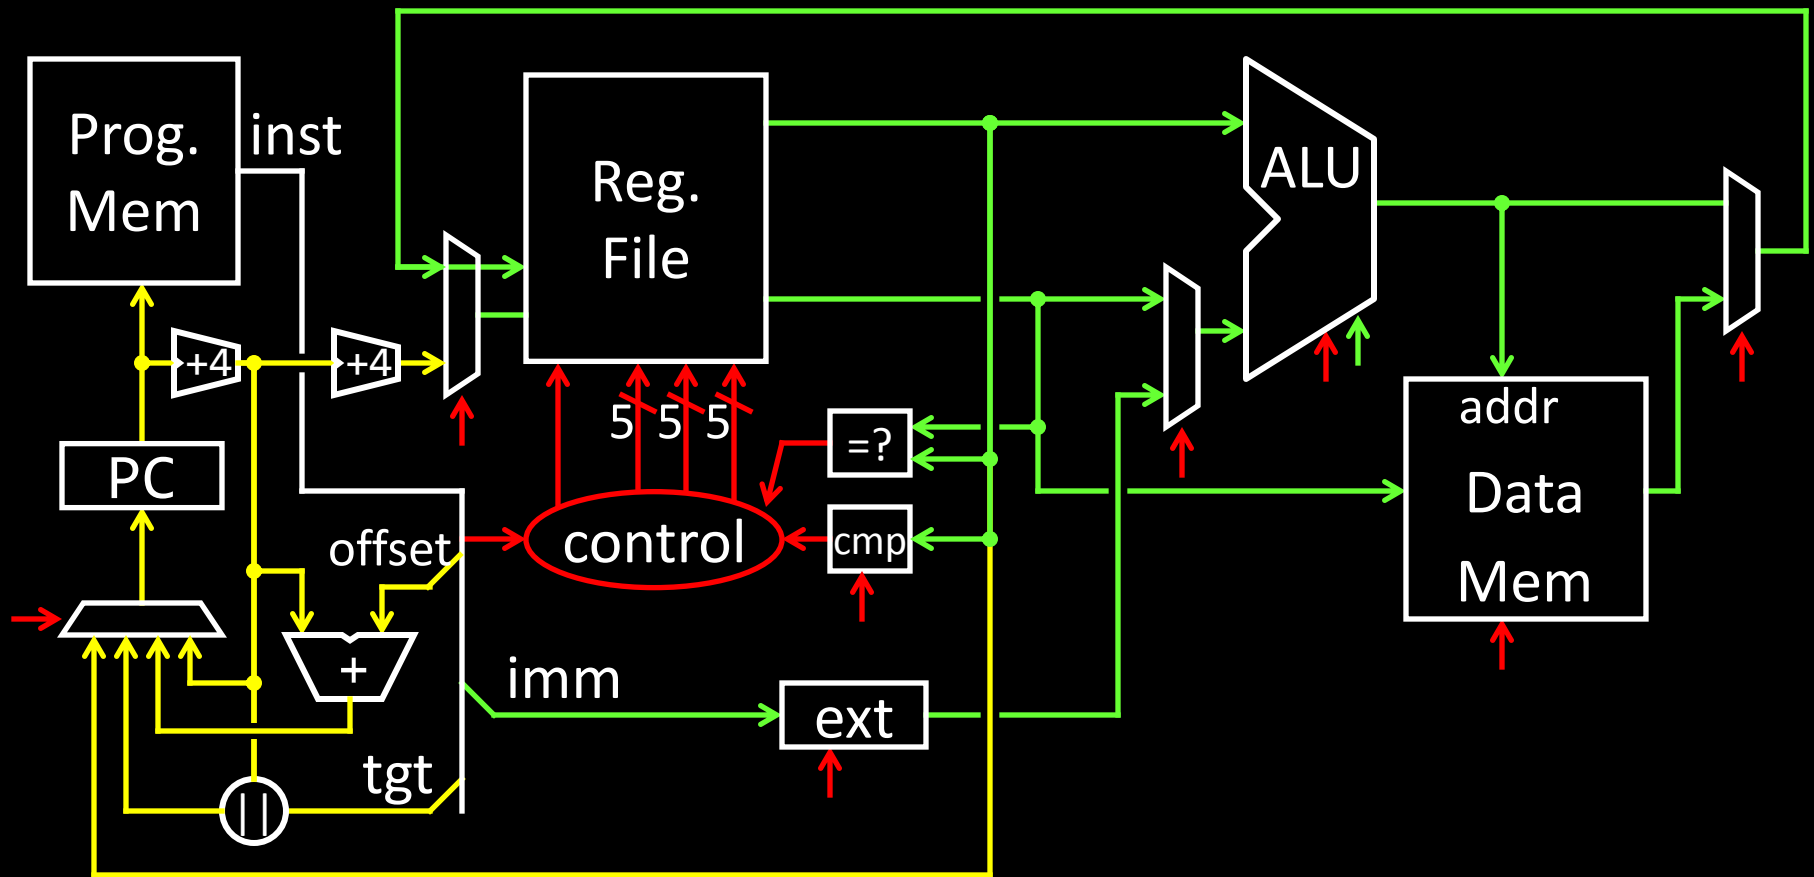 Prog.
Mem
inst
Reg.
File
ALU
+4
+4
5 5 5
=?
addr
Data
Mem
PC
offset
control
cmp
+
imm
ext
tgt
||